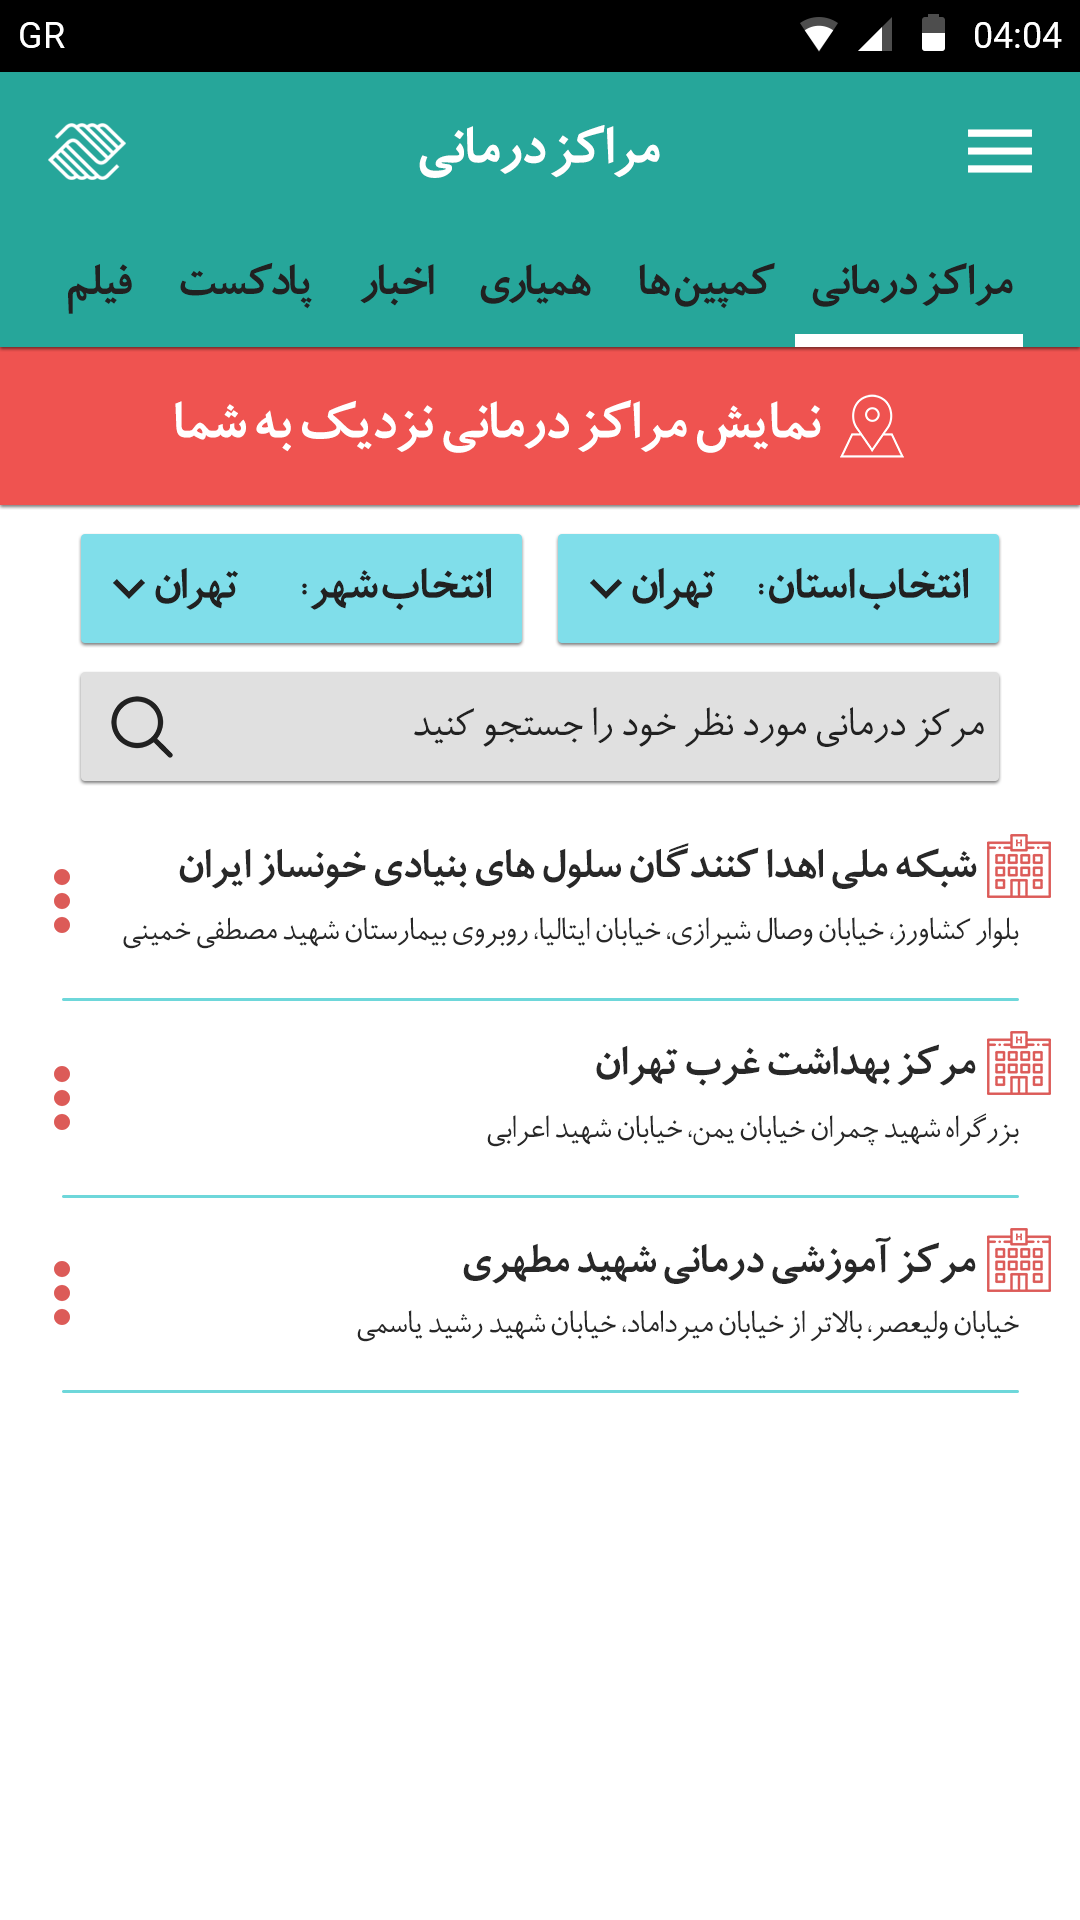 GR 04:04
مراکز درمانی
مراکز درمانی کمپین‌ها همیاری اخبار پادکست فیلم
نمایش مراکز درمانی نزدیک به شما
انتخاب استان: تهران
انتخاب شهر: تهران
مرکز درمانی مورد نظر خود را جستجو کنید
شبکه ملی اهدا کنندگان سلول های بنیادی خونساز ایران
بلوار کشاورز، خیابان وصال شیرازی، خیابان ایتالیا، روبروی بیمارستان شهید مصطفی خمینی
مرکز بهداشت غرب تهران
بزرگراه شهید چمران خیابان یمن، خیابان شهید اعرابی
مرکز آموزشی درمانی شهید مطهری
خیابان ولیعصر، بالاتر از خیابان میرداماد، خیابان شهید رشید یاسمی